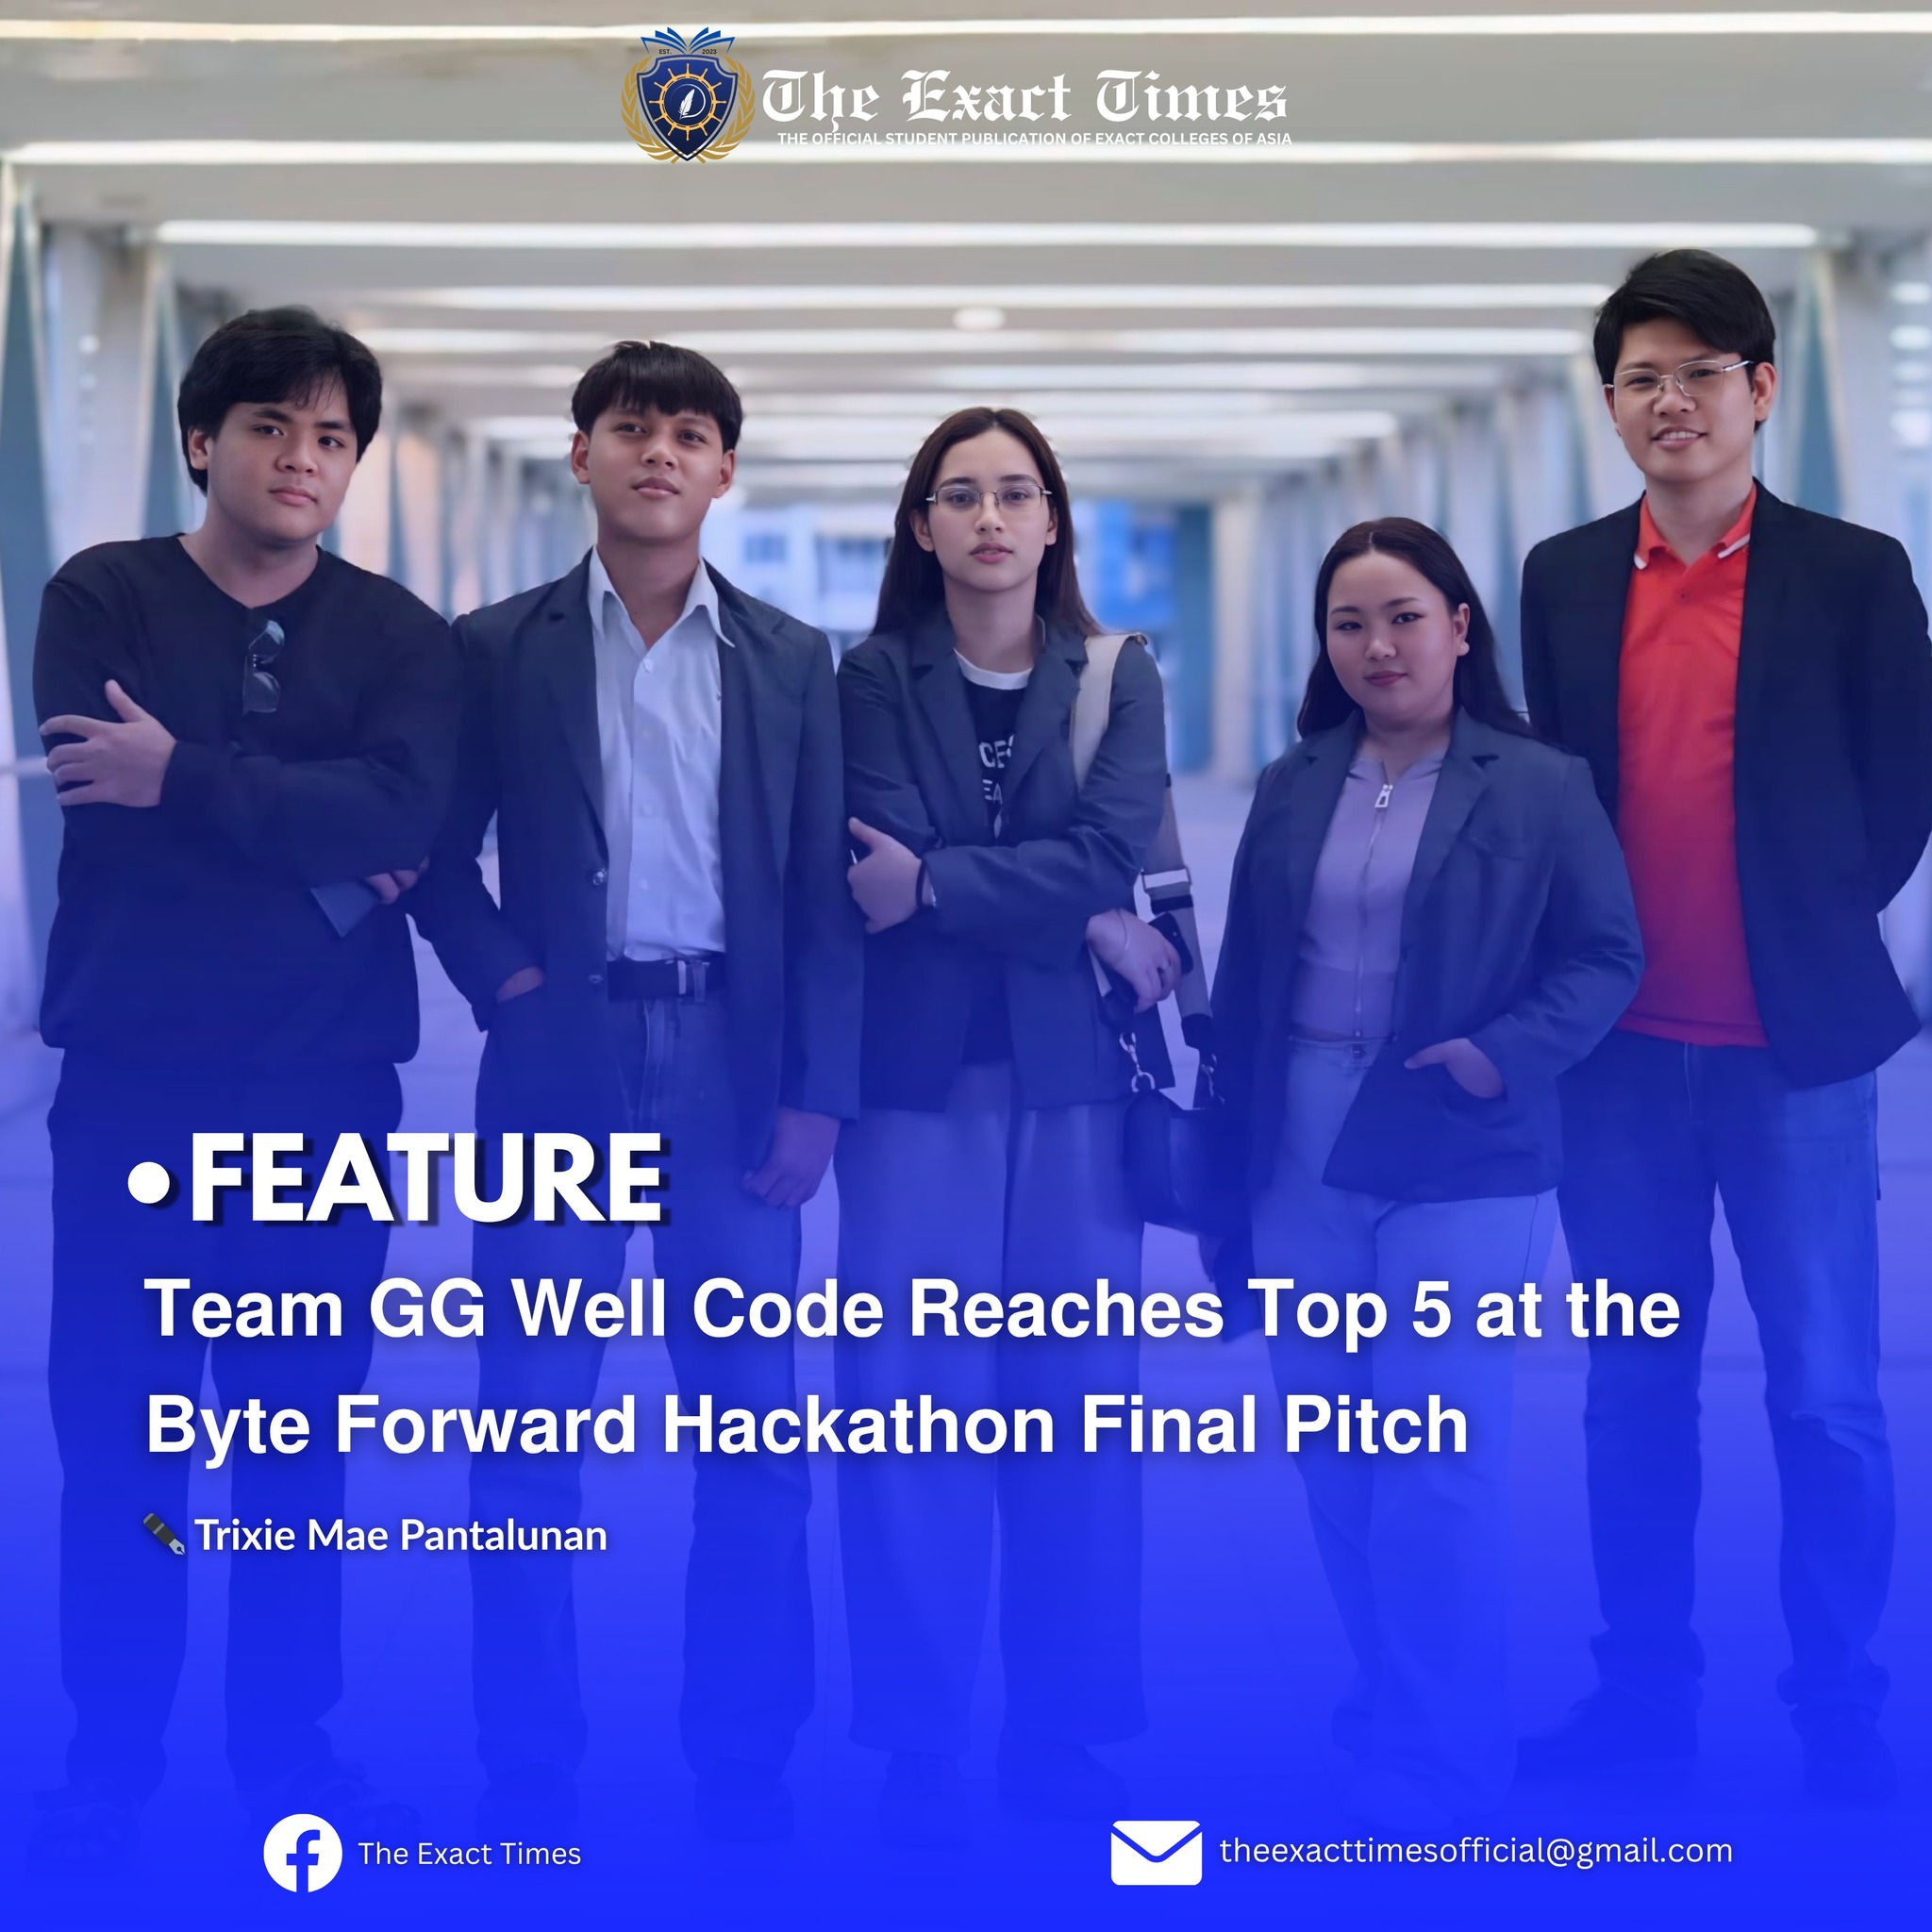 EST. 2023
The Exact Times
THE OFFICIAL STUDENT PUBLICATION OF EXACT COLLEGES OF ASIA
•FEATURE
Team GG Well Code Reaches Top 5 at the
Byte Forward Hackathon Final Pitch
Trixie Mae Pantalunan
The Exact Times
theexacttimesofficial@gmail.com